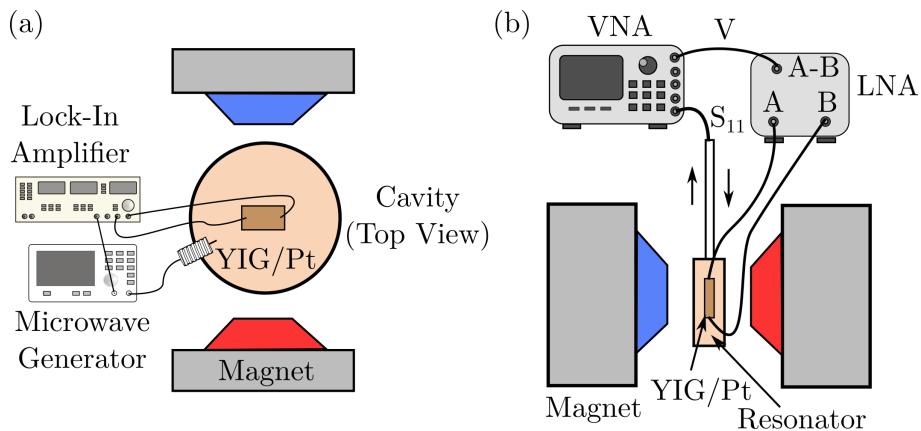 (a)
Lock-In
Amplifier
Cavity
(Top View)
YIG/Pt
Microwave
Generator
Magnet
(b)
VNA
V
A-B
LNA
A
B
S₁₁
YIG/Pt
Magnet
Resonator